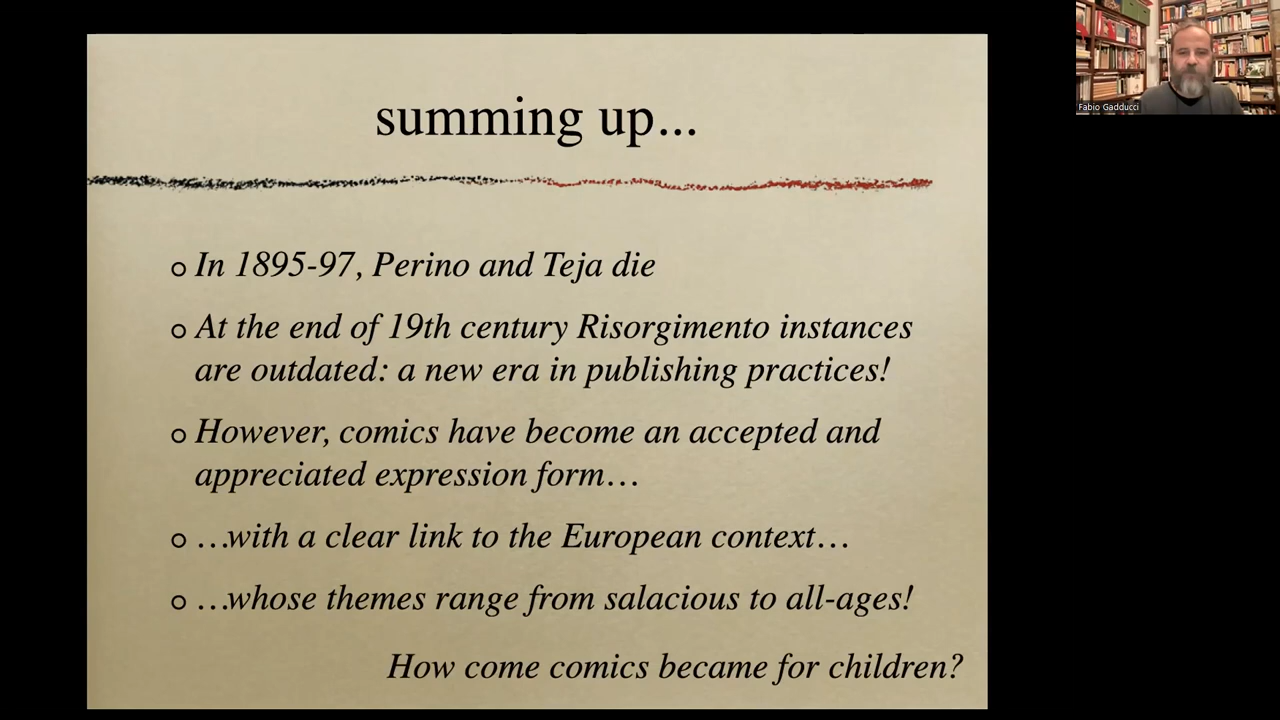 summing up...
In 1895-97, Perino and Teja die
At the end of 19th century Risorgimento instances
are outdated: a new era in publishing practices!
However, comics have become an accepted and
appreciated expression form…
…with a clear link to the European context…
…whose themes range from salacious to all-ages!
How come comics became for children?
Fabio Gadducci